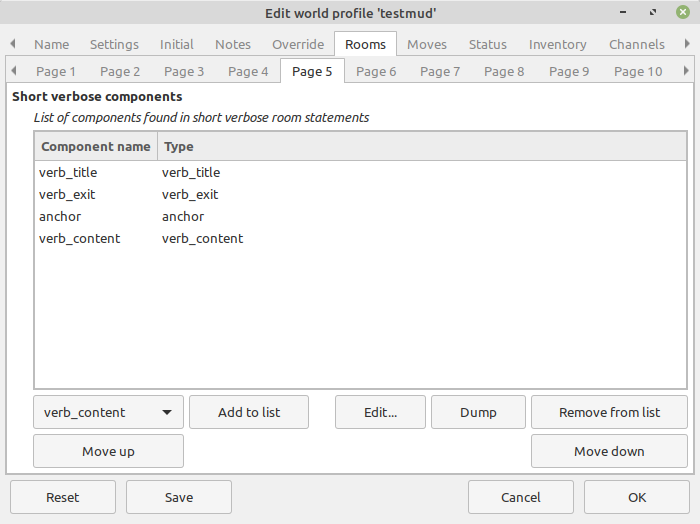 Edit world profile 'testmud'
Name Settings Initial Notes Override Rooms Moves Status Inventory Channels
Page 1 Page 2 Page 3 Page 4 Page 5 Page 6 Page 7 Page 8 Page 9 Page 10
Short verbose components
List of components found in short verbose room statements
Component name Type
verb_title verb_title
verb_exit verb_exit
anchor anchor
verb_content verb_content
verb_content Add to list Edit... Dump Remove from list
Move up Move down
Reset Save Cancel OK